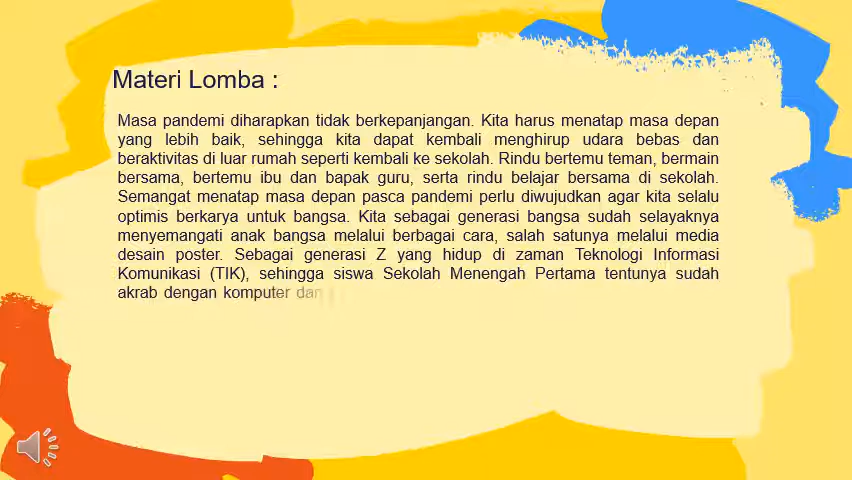 Materi Lomba :
Masa pandemi diharapkan tidak berkepanjangan. Kita harus menatap masa depan
yang lebih baik, sehingga kita dapat kembali menghirup udara bebas dan
beraktivitas di luar rumah seperti kembali ke sekolah. Rindu bertemu teman, bermain
bersama, bertemu ibu dan bapak guru, serta rindu belajar bersama di sekolah.
Semangat menatap masa depan pasca pandemi perlu diwujudkan agar kita selalu
optimis berkarya untuk bangsa. Kita sebagai generasi bangsa sudah selayaknya
menyemangati anak bangsa melalui berbagai cara, salah satunya melalui media
desain poster. Sebagai generasi Z yang hidup di zaman Teknologi Informasi
Komunikasi (TIK), sehingga siswa Sekolah Menengah Pertama tentunya sudah
akrab dengan komputer dan